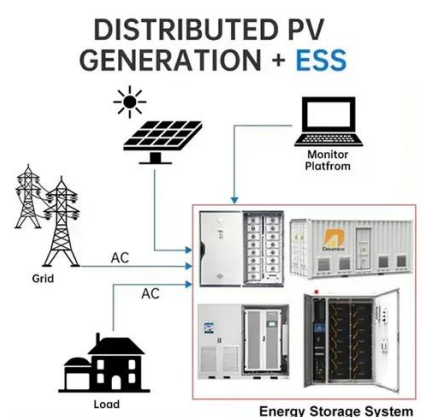 DISTRIBUTED PV
GENERATION + ESS
Monitor
Platfrom
Grid
AC
AC
Load
Energy Storage System